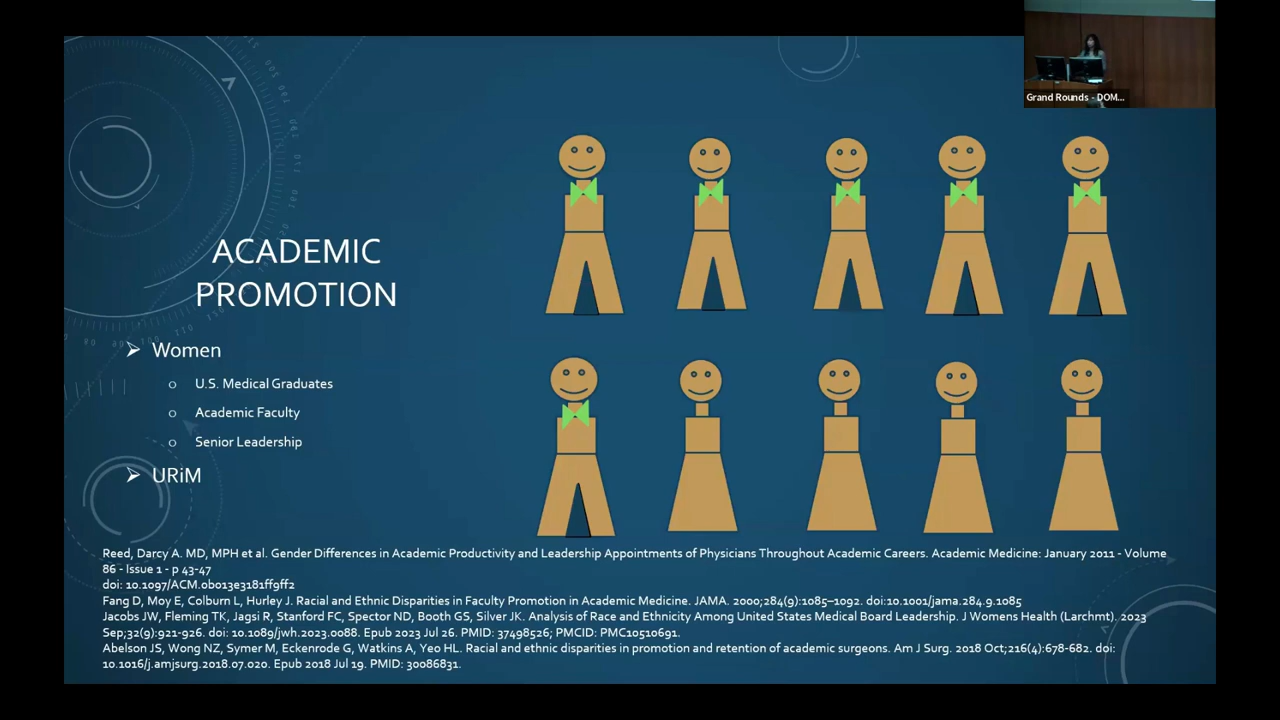 Grand Rounds - DOM...
ACADEMIC
PROMOTION
Women
U.S. Medical Graduates
Academic Faculty
Senior Leadership
URiM
Reed, Darcy A. MD, MPH et al. Gender Differences in Academic Productivity and Leadership Appointments of Physicians Throughout Academic Careers. Academic Medicine: January 2011 - Volume
86 - Issue 1 - p 43-47
doi: 10.1097/ACM.0b013e3181ff9ff2
Fang D, Moy E, Colburn L, Hurley J. Racial and Ethnic Disparities in Faculty Promotion in Academic Medicine. JAMA. 2000;284(9):1085–1092. doi:10.1001/jama.284.9.1085
Jacobs JW, Fleming TK, Jagsi R, Stanford FC, Spector ND, Booth GS, Silver JK. Analysis of Race and Ethnicity Among United States Medical Board Leadership. J Womens Health (Larchmt). 2023
Sep;32(9):921-926. doi: 10.1089/jwh.2023.0088. Epub 2023 Jul 26. PMID: 37498526; PMCID: PMC10510691.
Abelson JS, Wong NZ, Symer M, Eckenrode G, Watkins A, Yeo HL. Racial and ethnic disparities in promotion and retention of academic surgeons. Am J Surg. 2018 Oct;216(4):678-682. doi:
10.1016/j.amjsurg.2018.07.020. Epub 2018 Jul 19. PMID: 30086831.